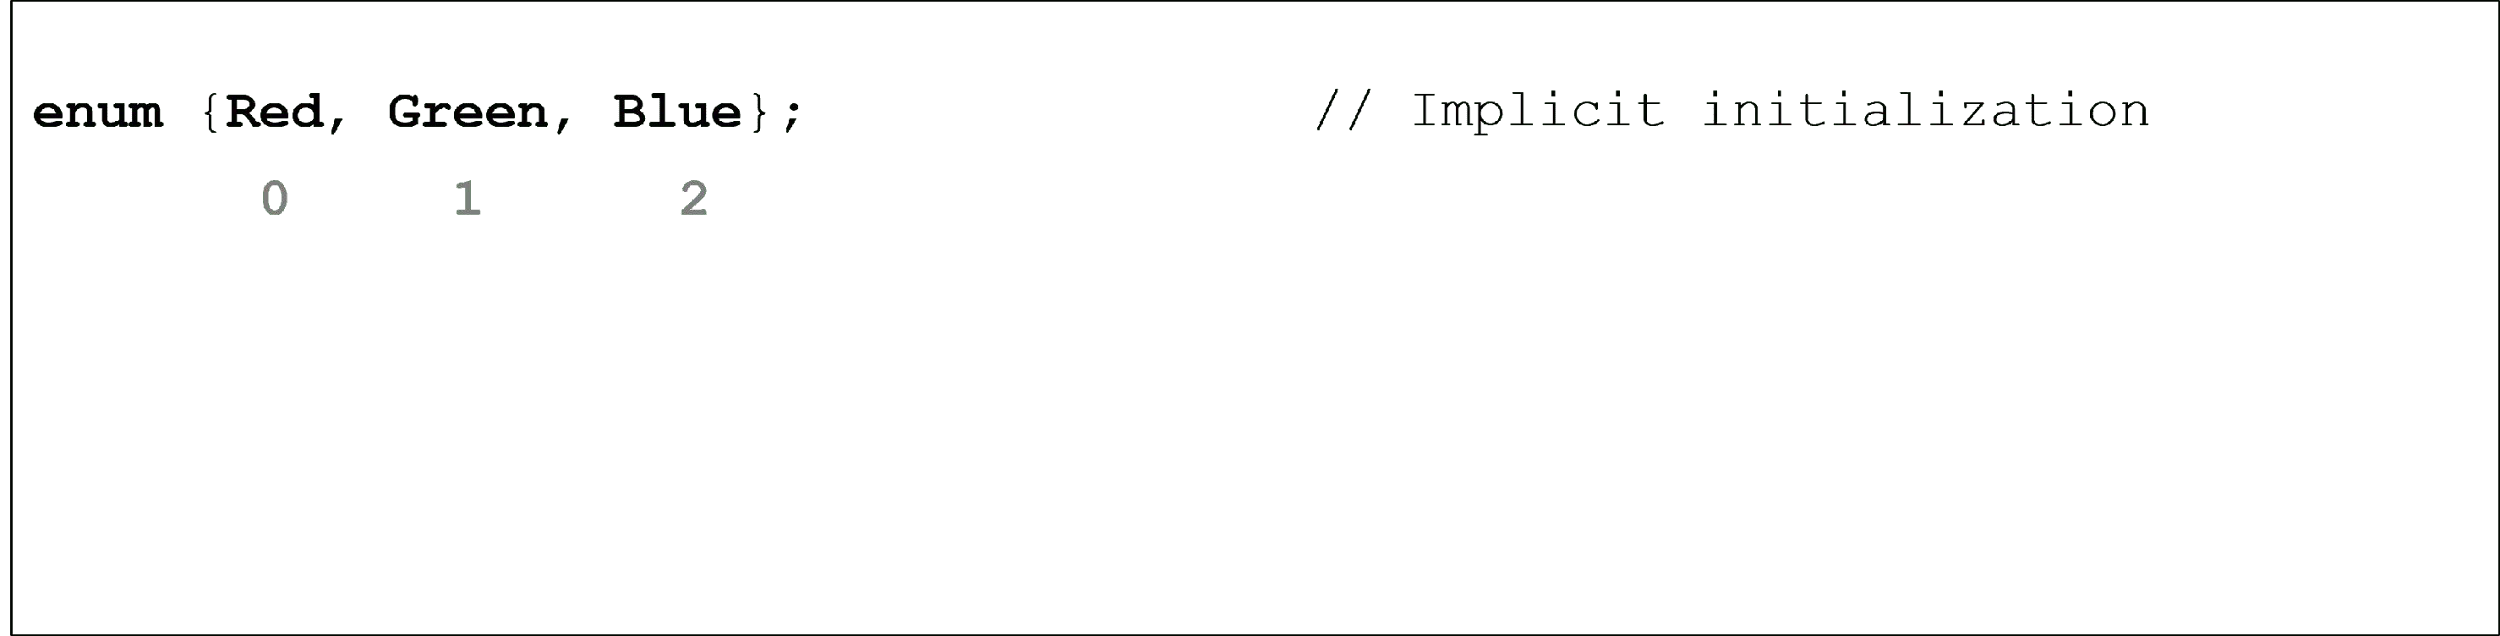 enum {Red, Green, Blue}; // Implicit initialization
0 1 2